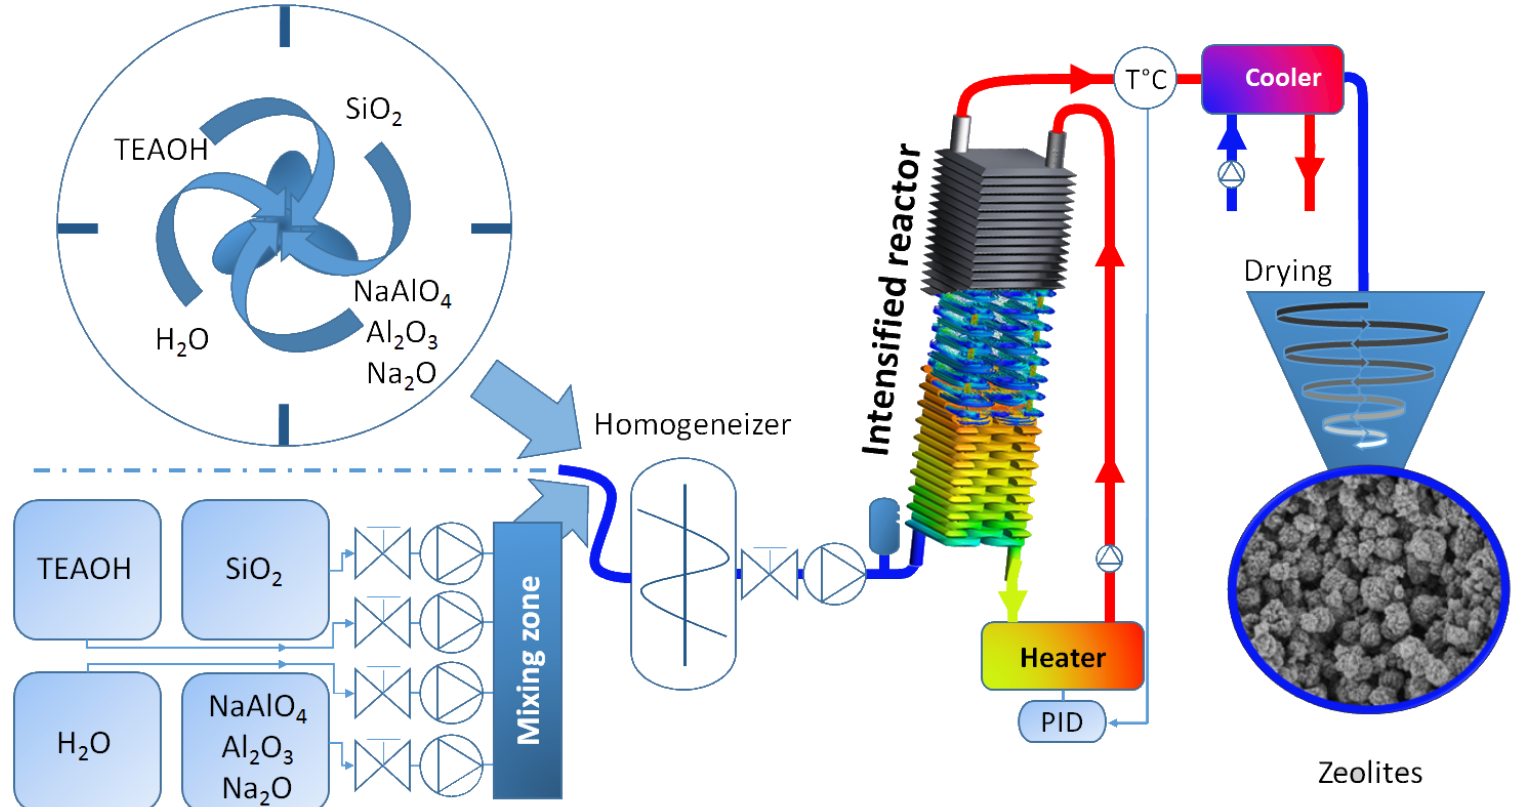 SiO₂
TEAOH
NaAlO₄
Al₂O₃
Na₂O
H₂O
Homogeneizer
Intensified reactor
T°C
Cooler
Drying
TEAOH
SiO₂
H₂O
NaAlO₄
Al₂O₃
Na₂O
Mixing zone
Heater
PID
Zeolites